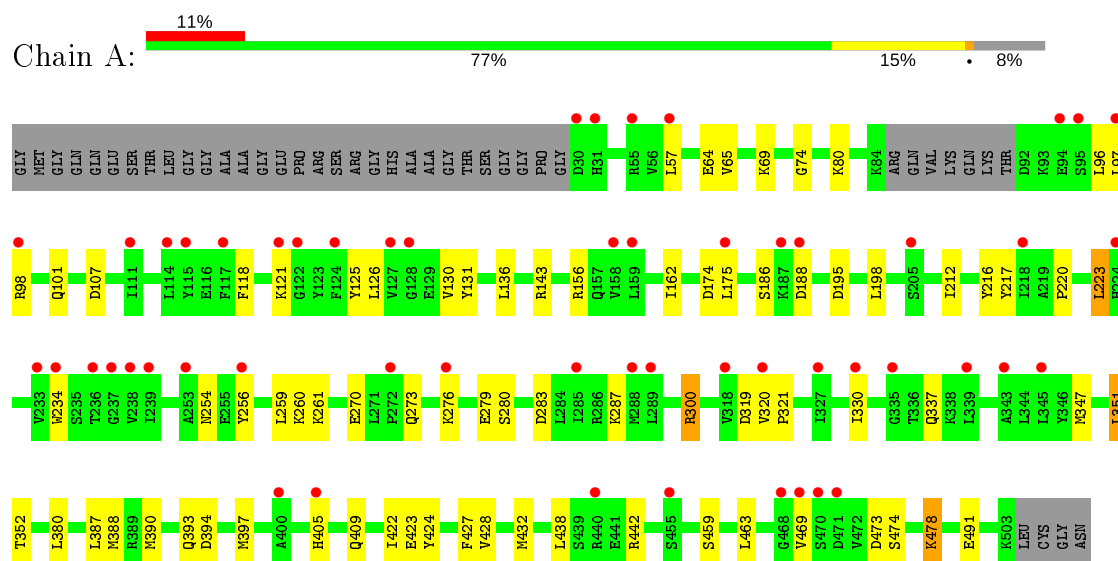 11%
Chain A:
77% 15% • 8%
GLY MET GLY GLN GLN GLU SER THR LEU GLY GLY ALA ALA GLY GLU PRO ARG SER ARG GLY HIS ALA ALA GLY THR SER GLY GLY PRO GLY D30 H31 R55 V56 L57 E64 V65 K69 G74 K80 K84 ARG GLN VAL LYS GLN LYS THR D92 K93 E94 S95 L96 L97
R98 Q101 D107 I111 L114 Y115 E116 F117 F118 K121 G122 Y123 F124 Y125 L126 V127 G128 E129 V130 Y131 L136 R143 R156 Q157 V158 L159 I162 D174 L175 S186 K187 D188 D195 L198 S205 I212 Y216 Y217 I218 A219 P220 L223 H224
V233 W234 S235 T236 G237 V238 I239 A253 N254 E255 Y256 L259 K260 K261 E270 L271 P272 Q273 K276 E279 S280 D283 L284 I285 R286 K287 M288 L289 R300 V318 D319 V320 P321 I327 I330 G335 T336 Q337 K338 L339 A343 L344 L345 Y346 M347 L351
T352 L380 L387 M388 R389 M390 Q393 D394 M397 A400 H405 Q409 I422 E423 Y424 F427 V428 M432 L438 S439 R440 E441 R442 S455 S459 L463 G468 V469 S470 D471 V472 D473 S474 K478 E491 K503 LEU CYS GLY ASN